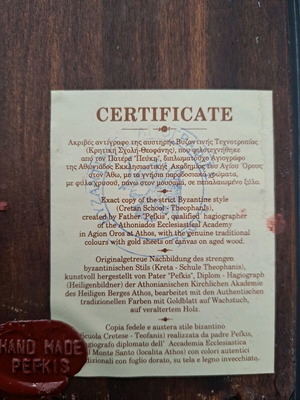 CERTIFICATE
Ακριβές αντίγραφο της αυστηρής Βυζαντινής Τεχνοτροπίας
(Κρητική Σχολή-Θεοφάνης), που φιλοτεχνήθηκε
από τον Πατέρα "Πεύκη", διπλωματούχο Αγιογράφο
της Αθωνιάδος Εκκλησιαστικής Ακαδημίας του Αγίου Όρους
στον Άθω, με τα γνήσια παραδοσιακά χρώματα,
με φύλλα χρυσού, πάνω στον μουσαμά, σε πεπαλαιωμένο ξύλο.
Exact copy of the strict Byzantine style
(Cretan School - Theophanis),
created by Father "Pefkis", qualified hagiographer
of the Athoniados Ecclesiastical Academy
in Agion Oros at Athos, with the genuine traditional
colours with gold sheets on canvas on aged wood.
Originalgetreue Nachbildung des strengen
byzantinischen Stils (Kreta - Schule Theophanis),
kunstvoll hergestellt von Pater "Pefkis", Diplom - Hagiograph
(Heiligenbildner) der Athonianischen Kirchlichen Akademie
des Heiligen Berges Athos, bearbeitet mit den Authentischen
traditionellen Farben mit Goldblatt auf Wachstuch,
auf veraltertem Holz.
Copia fedele e austera stile bizantino
Scuola Cretese - Teofanis) realizzata da padre Pefkis,
agiografo diplomato dell' Accademia Ecclesiastica
l Monte Santo (localita Athos) con colori autentici
dizionali con foglio dorato, su tela e legno invecchiato.
HAND MADE
PEFKIS